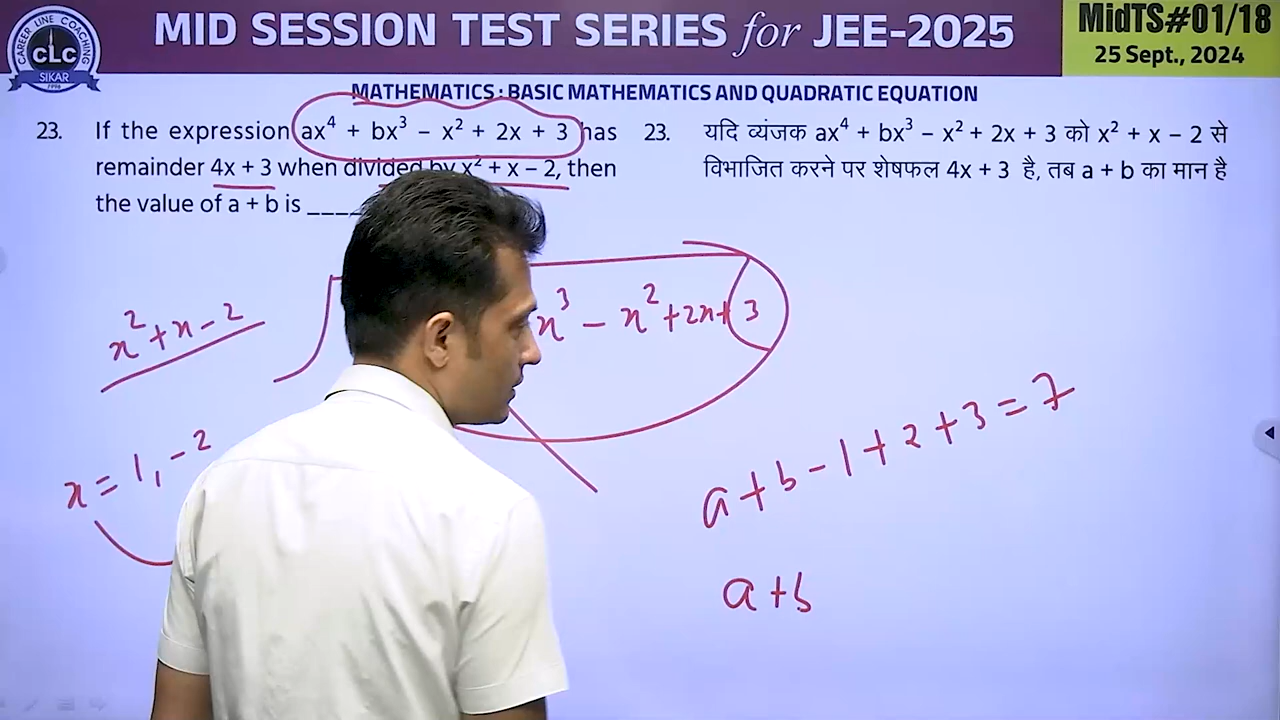 CAREER LINE COACHING
CLC
SIKAR
1996
MID SESSION TEST SERIES for JEE-2025
MidTS#01/18
25 Sept., 2024
MATHEMATICS : BASIC MATHEMATICS AND QUADRATIC EQUATION
23. If the expression ax⁴ + bx³ – x² + 2x + 3 has
remainder 4x + 3 when divided by x² + x – 2, then
the value of a + b is ____
23. यदि व्यंजक ax⁴ + bx³ – x² + 2x + 3 को x² + x – 2 से
विभाजित करने पर शेषफल 4x + 3 है, तब a + b का मान है
x² + x – 2
x³ – x² + 2x + 3
x = 1, –2
a + b – 1 + 2 + 3 = 7
a + b